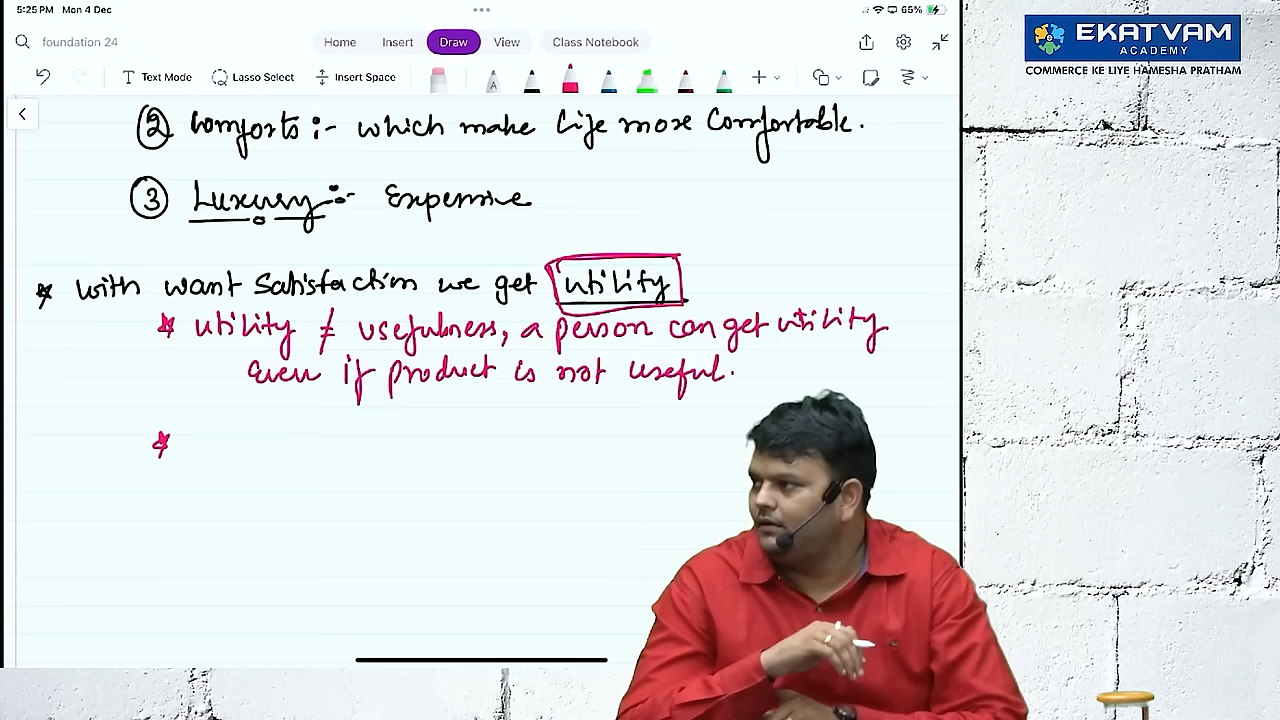 5:25 PM Mon 4 Dec
65%
foundation 24
Home Insert Draw View Class Notebook
Text Mode Lasso Select Insert Space
EKATVAM
ACADEMY
COMMERCE KE LIYE HAMESHA PRATHAM
② Comforts :- which make life more Comfortable.
③ Luxury :- Expensive
* With want Satisfaction we get utility
* utility ≠ usefulness, a person can get utility
Even if product is not useful.
*